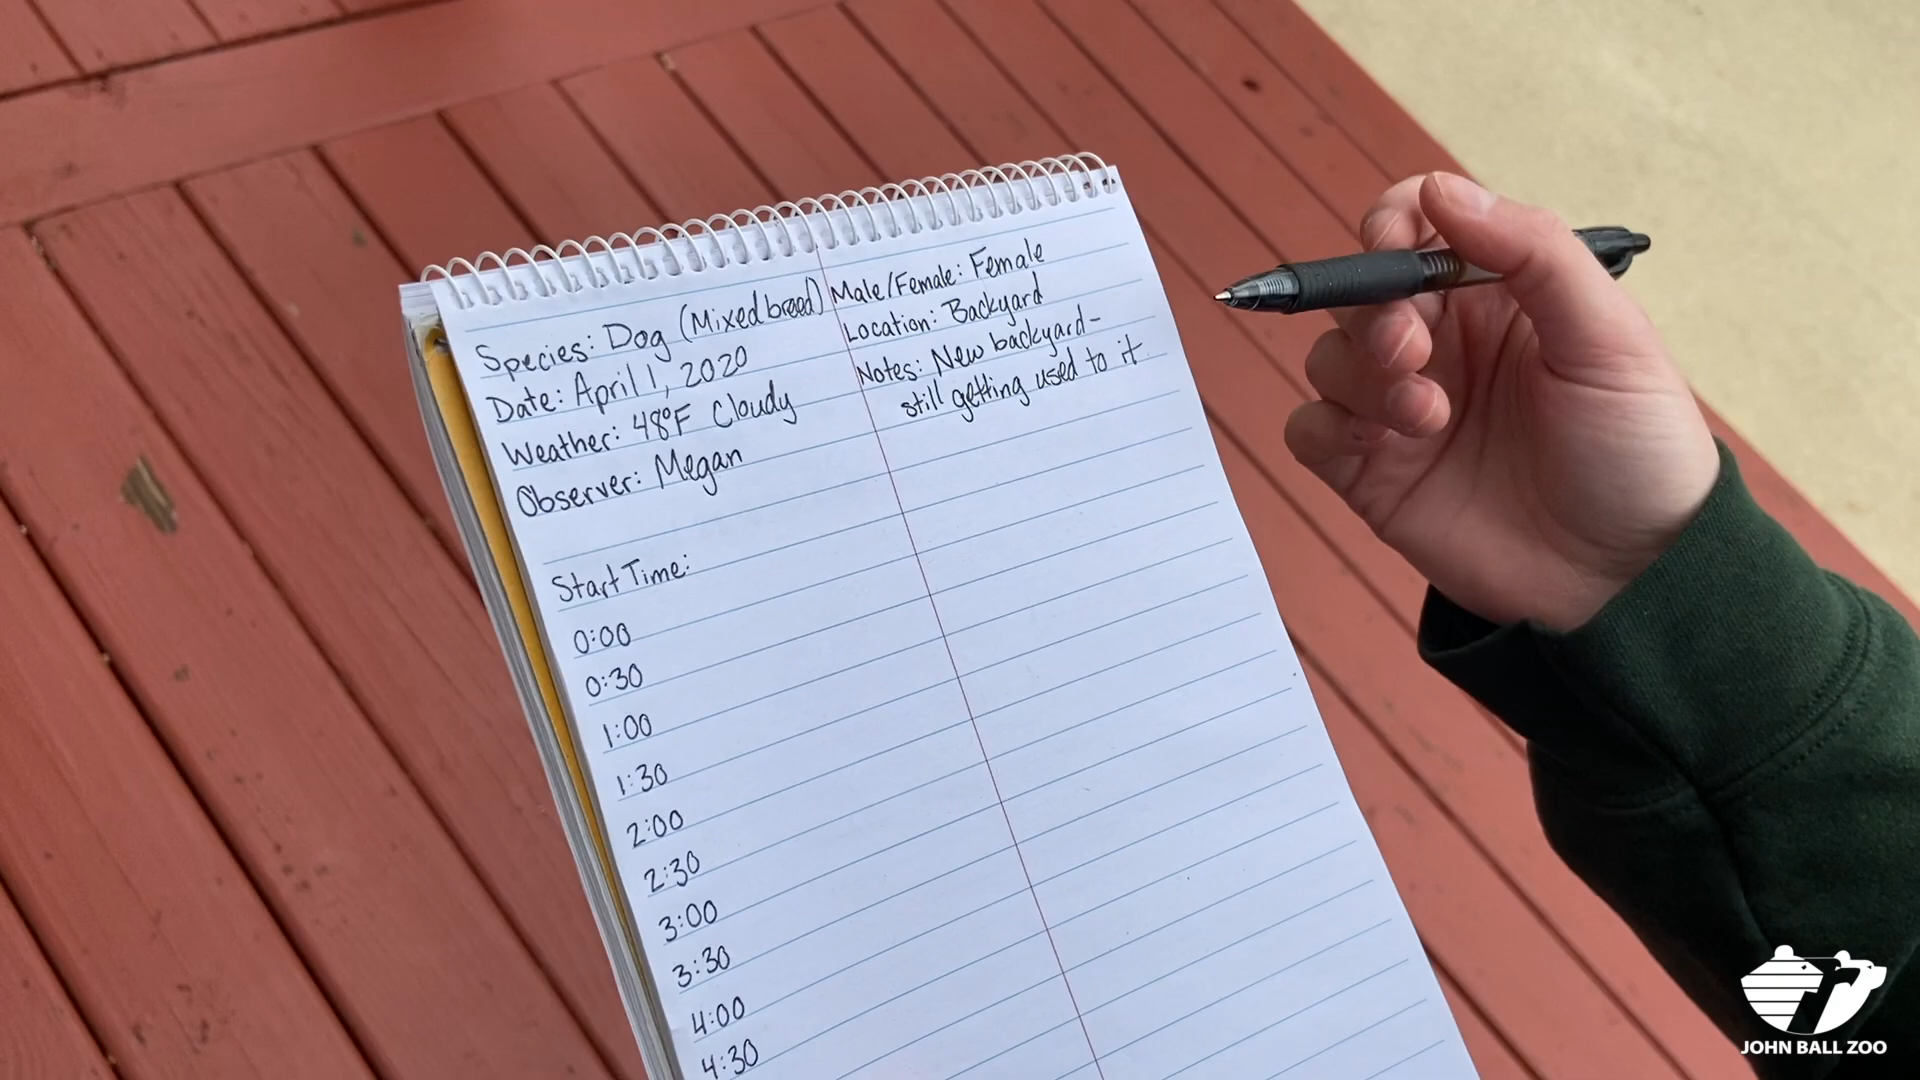 Species: Dog (Mixed breed)
Date: April 1, 2020
Weather: 48°F Cloudy
Observer: Megan
Male/Female: Female
Location: Backyard
Notes: New backyard-
still getting used to it
Start Time:
0:00
0:30
1:00
1:30
2:00
2:30
3:00
3:30
4:00
4:30
JOHN BALL ZOO